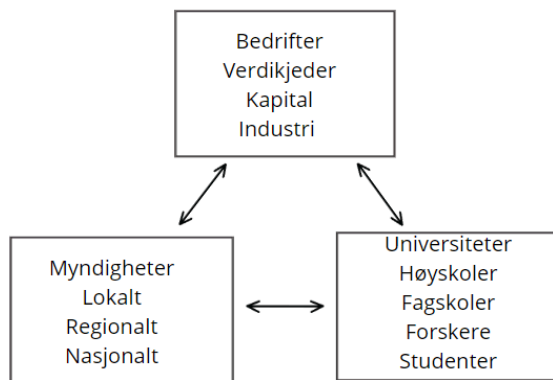 Bedrifter
Verdikjeder
Kapital
Industri
Myndigheter
Lokalt
Regionalt
Nasjonalt
Universiteter
Høyskoler
Fagskoler
Forskere
Studenter